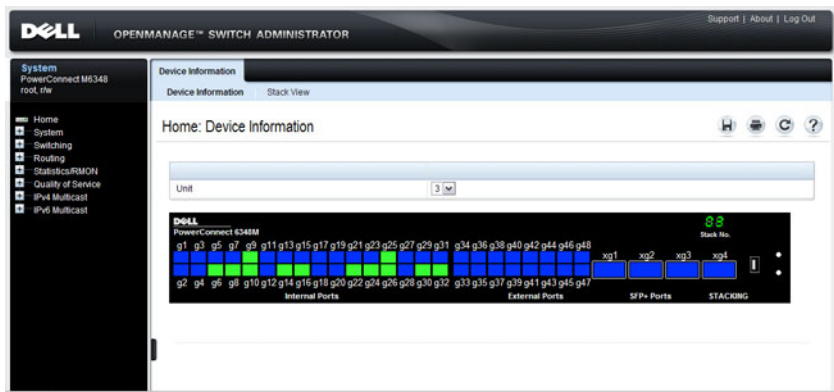 DELL OPENMANAGE™ SWITCH ADMINISTRATOR
Support | About | Log Out
System
PowerConnect M6348
root, r/w
Home
System
Switching
Routing
Statistics/RMON
Quality of Service
IPv4 Multicast
IPv6 Multicast
Device Information
Device Information Stack View
Home: Device Information
Unit 3
DELL
PowerConnect 6348M
Stack No.
g1 g3 g5 g7 g9 g11 g13 g15 g17 g19 g21 g23 g25 g27 g29 g31 g34 g36 g38 g40 g42 g44 g46 g48
xg1 xg2 xg3 xg4
g2 g4 g6 g8 g10 g12 g14 g16 g18 g20 g22 g24 g26 g28 g30 g32 g33 g35 g37 g39 g41 g43 g45 g47
Internal Ports External Ports SFP+ Ports STACKING